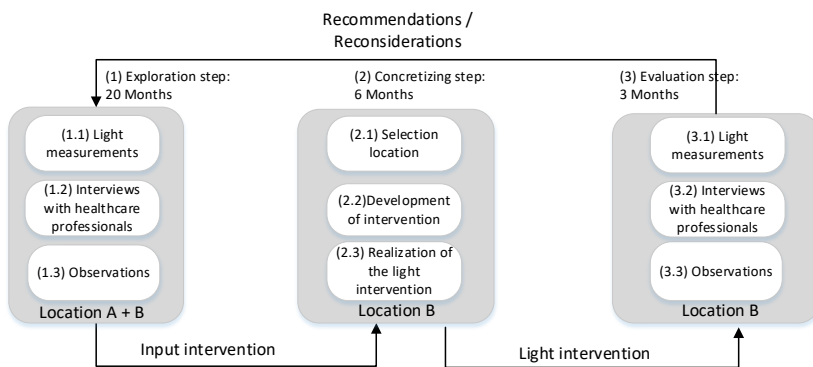 Recommendations /
Reconsiderations
(1) Exploration step:
20 Months
(1.1) Light
measurements
(1.2) Interviews
with healthcare
professionals
(1.3) Observations
Location A + B
Input intervention
(2) Concretizing step:
6 Months
(2.1) Selection
location
(2.2)Development
of intervention
(2.3) Realization of
the light
intervention
Location B
Light intervention
(3) Evaluation step:
3 Months
(3.1) Light
measurements
(3.2) Interviews
with healthcare
professionals
(3.3) Observations
Location B